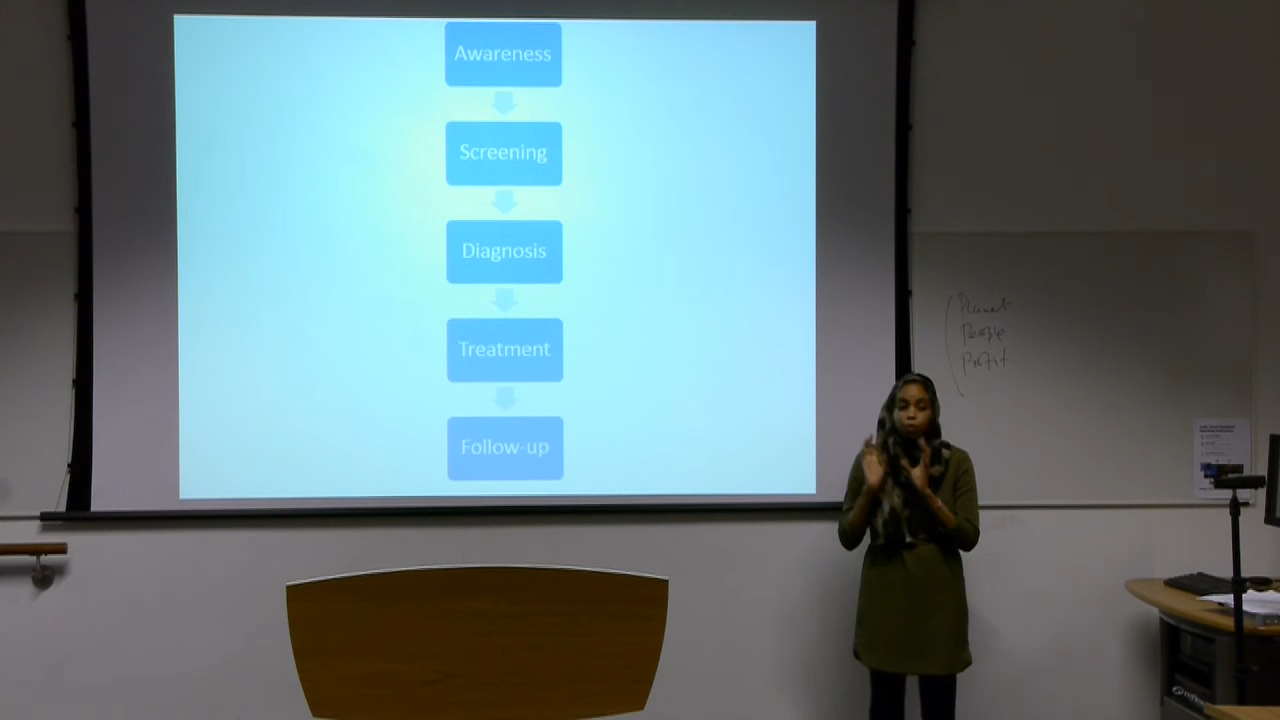 Awareness
Screening
Diagnosis
Treatment
Follow-up
Planet
People
Profit